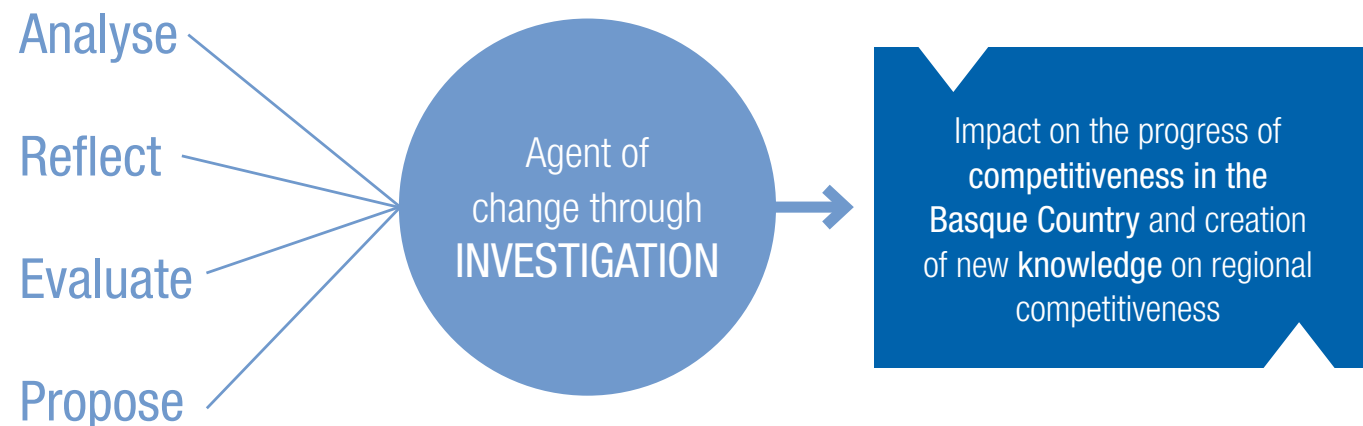 Analyse
Reflect
Evaluate
Propose
Agent of
change through
INVESTIGATION
Impact on the progress of
competitiveness in the
Basque Country and creation
of new knowledge on regional
competitiveness